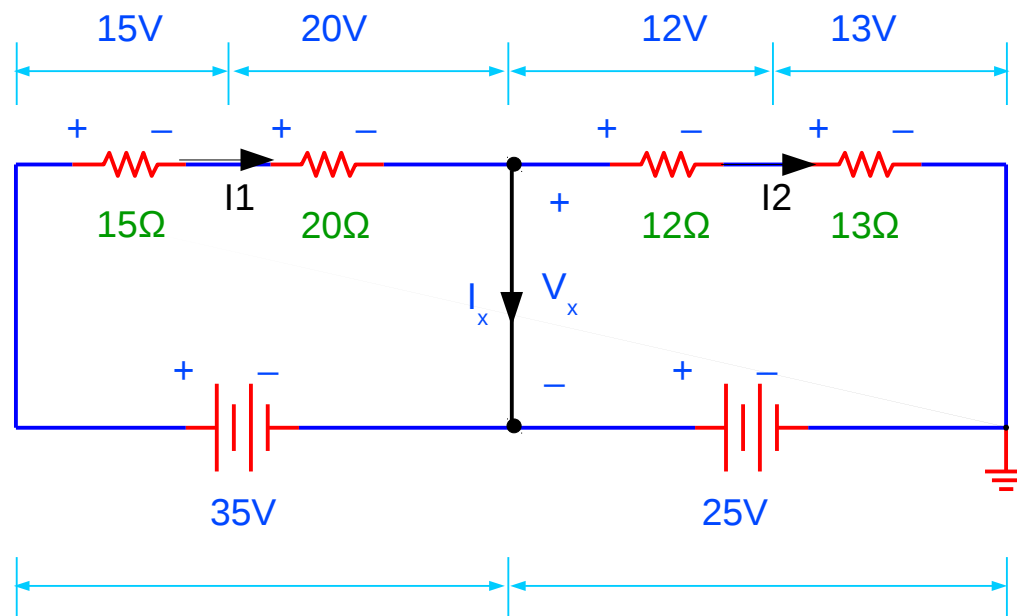 15V 20V 12V 13V
+ – + – + – + –
I1 I2
15Ω 20Ω 12Ω 13Ω
+
Ix Vx
+ – + –
–
35V 25V